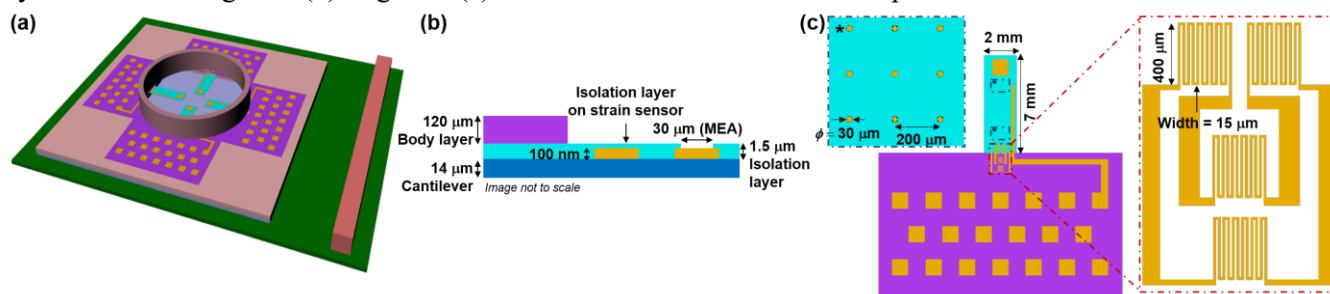 (a)
(b)
Isolation layer
on strain sensor
120 μm
Body layer
30 μm (MEA)
100 nm
1.5 μm
Isolation
layer
14 μm
Cantilever
Image not to scale
(c)
*
ϕ = 30 μm
200 μm
2 mm
7 mm
400 μm
Width = 15 μm